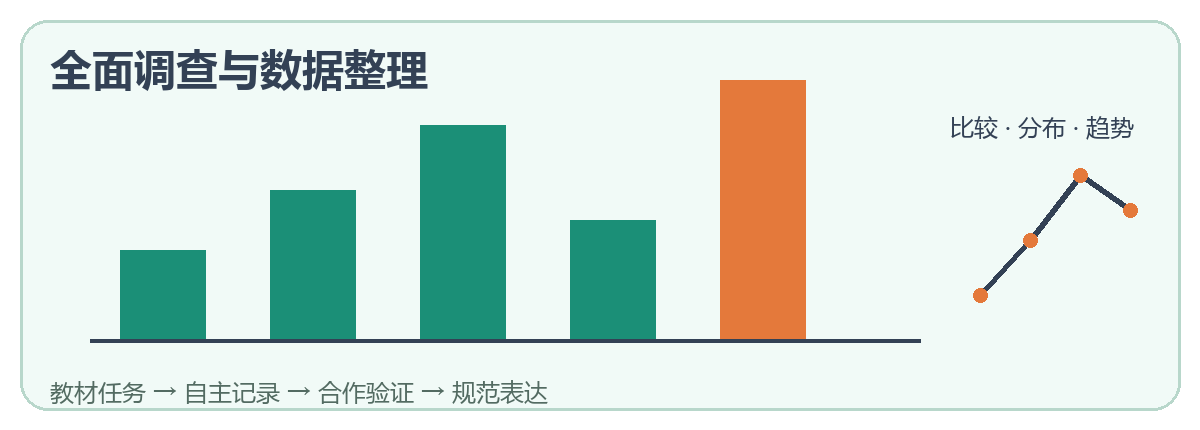 全面调查与数据整理
比较 · 分布 · 趋势
教材任务 → 自主记录 → 合作验证 → 规范表达